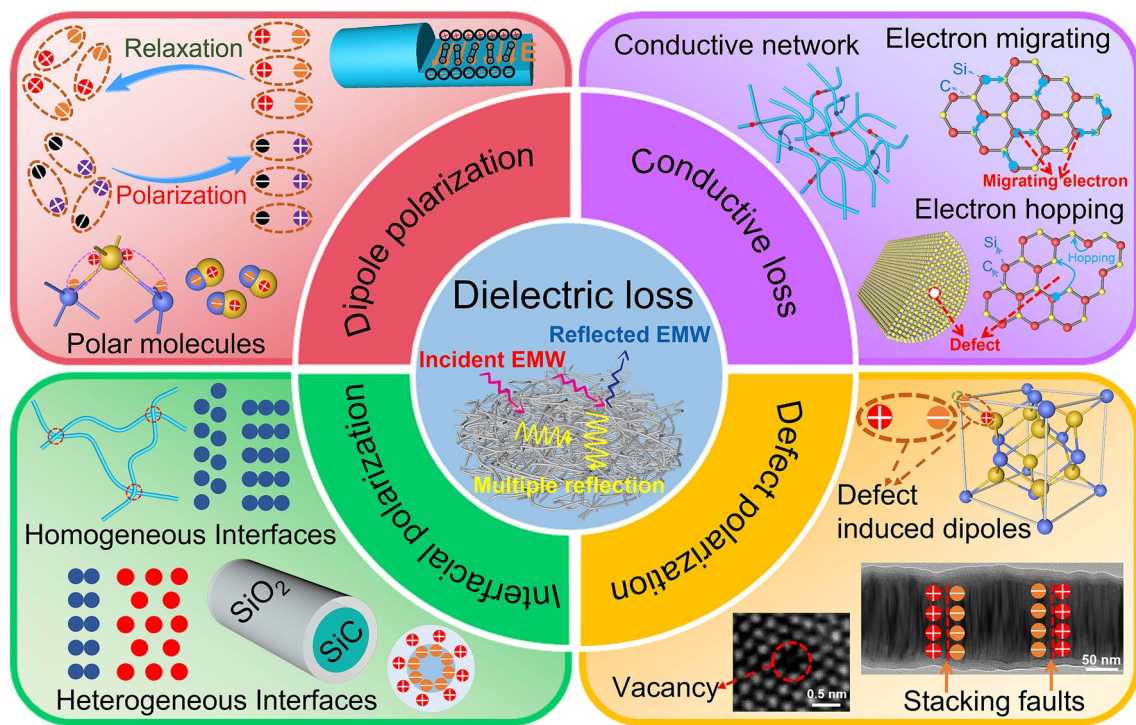 Relaxation
E
Polarization
Polar molecules
Dipole polarization
Conductive network
Electron migrating
Si
C
Migrating electron
Electron hopping
Si
C
Hopping
Defect
Conductive loss
Dielectric loss
Reflected EMW
Incident EMW
Multiple reflection
Interfacial polarization
Homogeneous Interfaces
SiO₂
SiC
Heterogeneous Interfaces
Defect polarization
Defect
induced dipoles
Vacancy
0.5 nm
50 nm
Stacking faults